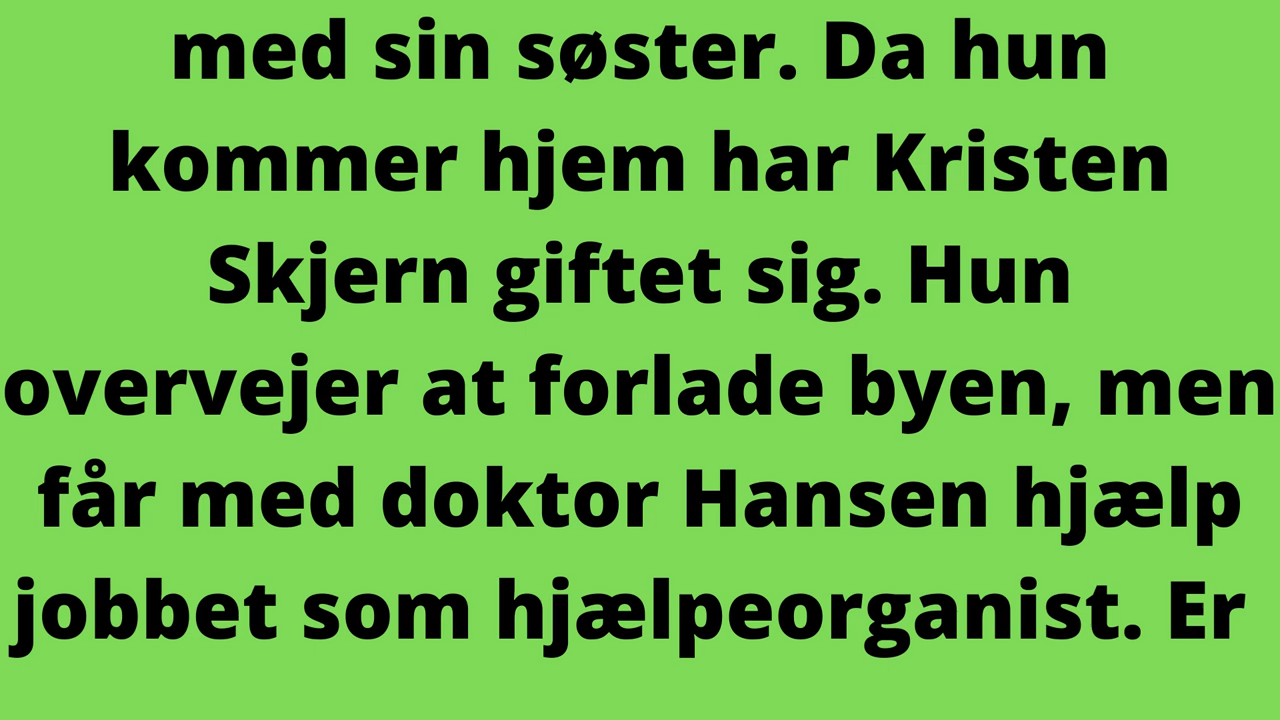 med sin søster. Da hun
kommer hjem har Kristen
Skjern giftet sig. Hun
overvejer at forlade byen, men
får med doktor Hansen hjælp
jobbet som hjælpeorganist. Er